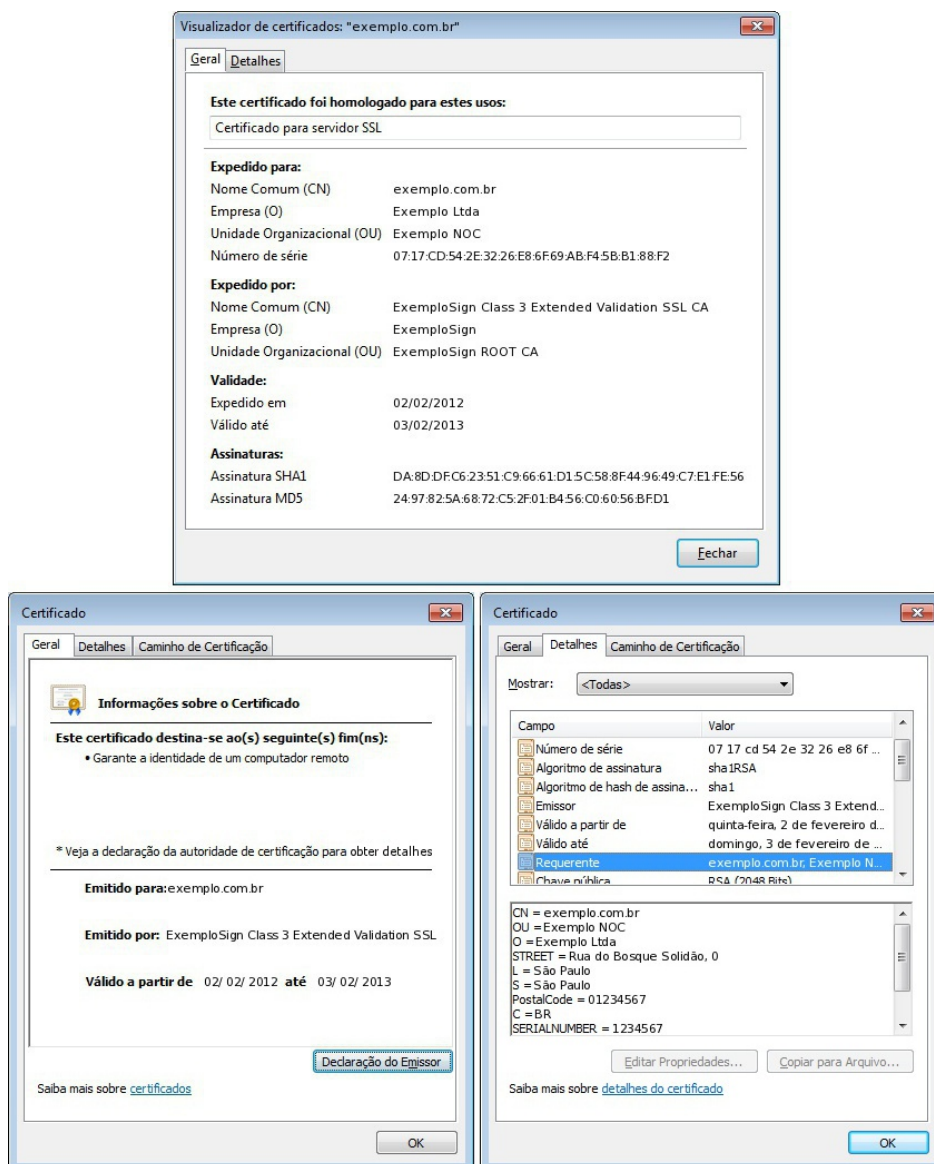 Visualizador de certificados: "exemplo.com.br"
Geral Detalhes
Este certificado foi homologado para estes usos:
Certificado para servidor SSL
Expedido para:
Nome Comum (CN) exemplo.com.br
Empresa (O) Exemplo Ltda
Unidade Organizacional (OU) Exemplo NOC
Número de série 07:17:CD:54:2E:32:26:E8:6F:69:AB:F4:5B:B1:88:F2
Expedido por:
Nome Comum (CN) ExemploSign Class 3 Extended Validation SSL CA
Empresa (O) ExemploSign
Unidade Organizacional (OU) ExemploSign ROOT CA
Validade:
Expedido em 02/02/2012
Válido até 03/02/2013
Assinaturas:
Assinatura SHA1 DA:8D:DF:C6:23:51:C9:66:61:D1:5C:58:8F:44:96:49:C7:E1:FE:56
Assinatura MD5 24:97:82:5A:68:72:C5:2F:01:B4:56:C0:60:56:BF:D1
Fechar
Certificado
Geral Detalhes Caminho de Certificação
Informações sobre o Certificado
Este certificado destina-se ao(s) seguinte(s) fim(ns):
• Garante a identidade de um computador remoto
* Veja a declaração da autoridade de certificação para obter detalhes
Emitido para: exemplo.com.br
Emitido por: ExemploSign Class 3 Extended Validation SSL
Válido a partir de 02/ 02/ 2012 até 03/ 02/ 2013
Declaração do Emissor
Saiba mais sobre certificados
OK
Certificado
Geral Detalhes Caminho de Certificação
Mostrar: <Todas>
Campo Valor
Número de série 07 17 cd 54 2e 32 26 e8 6f ...
Algoritmo de assinatura sha1RSA
Algoritmo de hash de assina... sha1
Emissor ExemploSign Class 3 Extend...
Válido a partir de quinta-feira, 2 de fevereiro d...
Válido até domingo, 3 de fevereiro de ...
Requerente exemplo.com.br, Exemplo N...
Chave pública RSA (2048 Bits)
CN = exemplo.com.br
OU =Exemplo NOC
O =Exemplo Ltda
STREET = Rua do Bosque Solidão, 0
L = São Paulo
S = São Paulo
PostalCode = 01234567
C =BR
SERIALNUMBER = 1234567
Editar Propriedades... Copiar para Arquivo...
Saiba mais sobre detalhes do certificado
OK